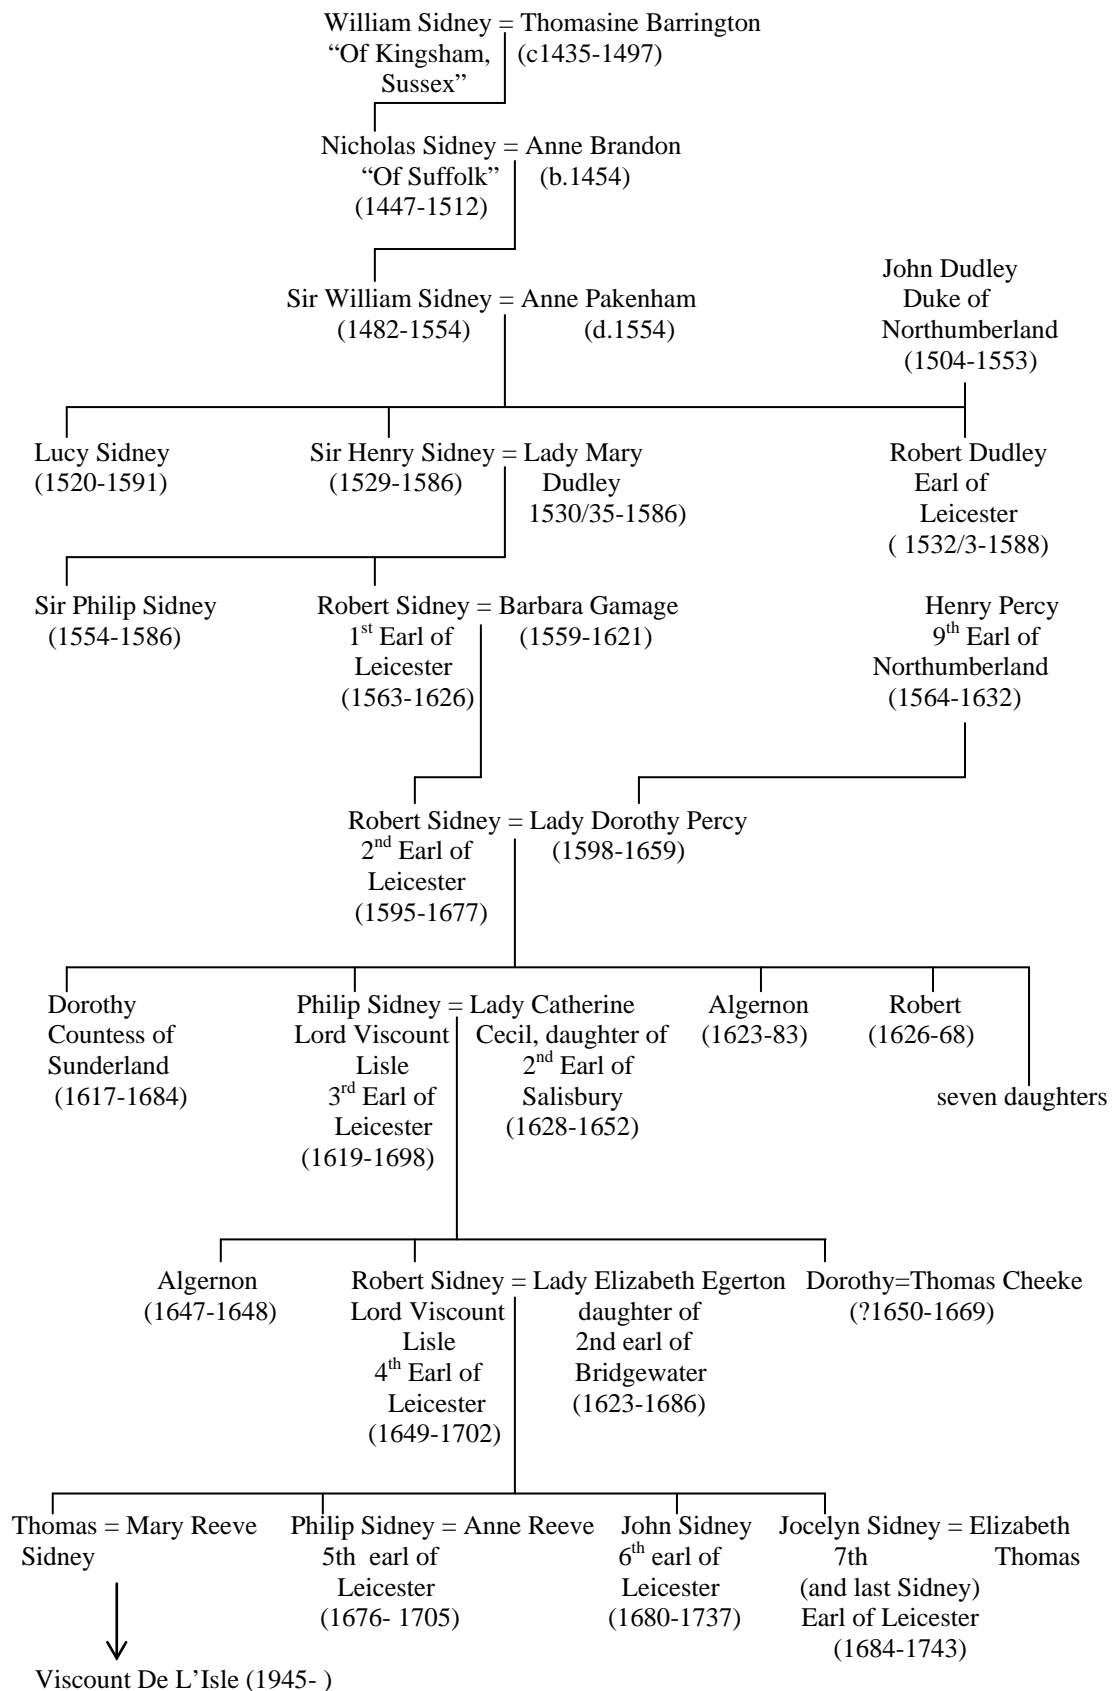 William Sidney = Thomasine Barrington
“Of Kingsham, (c1435-1497)
Sussex”
Nicholas Sidney = Anne Brandon
“Of Suffolk” (b.1454)
(1447-1512)
John Dudley
Sir William Sidney = Anne Pakenham Duke of
(1482-1554) (d.1554) Northumberland
(1504-1553)
Lucy Sidney Sir Henry Sidney = Lady Mary Robert Dudley
(1520-1591) (1529-1586) Dudley Earl of
1530/35-1586) Leicester
( 1532/3-1588)
Sir Philip Sidney Robert Sidney = Barbara Gamage Henry Percy
(1554-1586) 1st Earl of (1559-1621) 9th Earl of
Leicester Northumberland
(1563-1626) (1564-1632)
Robert Sidney = Lady Dorothy Percy
2nd Earl of (1598-1659)
Leicester
(1595-1677)
Dorothy Philip Sidney = Lady Catherine Algernon Robert
Countess of Lord Viscount Cecil, daughter of (1623-83) (1626-68)
Sunderland Lisle 2nd Earl of
(1617-1684) 3rd Earl of Salisbury seven daughters
Leicester (1628-1652)
(1619-1698)
Algernon Robert Sidney = Lady Elizabeth Egerton Dorothy=Thomas Cheeke
(1647-1648) Lord Viscount daughter of (?1650-1669)
Lisle 2nd earl of
4th Earl of Bridgewater
Leicester (1623-1686)
(1649-1702)
Thomas = Mary Reeve Philip Sidney = Anne Reeve John Sidney Jocelyn Sidney = Elizabeth
Sidney 5th earl of 6th earl of 7th Thomas
Leicester Leicester (and last Sidney)
(1676- 1705) (1680-1737) Earl of Leicester
(1684-1743)
Viscount De L’Isle (1945- )